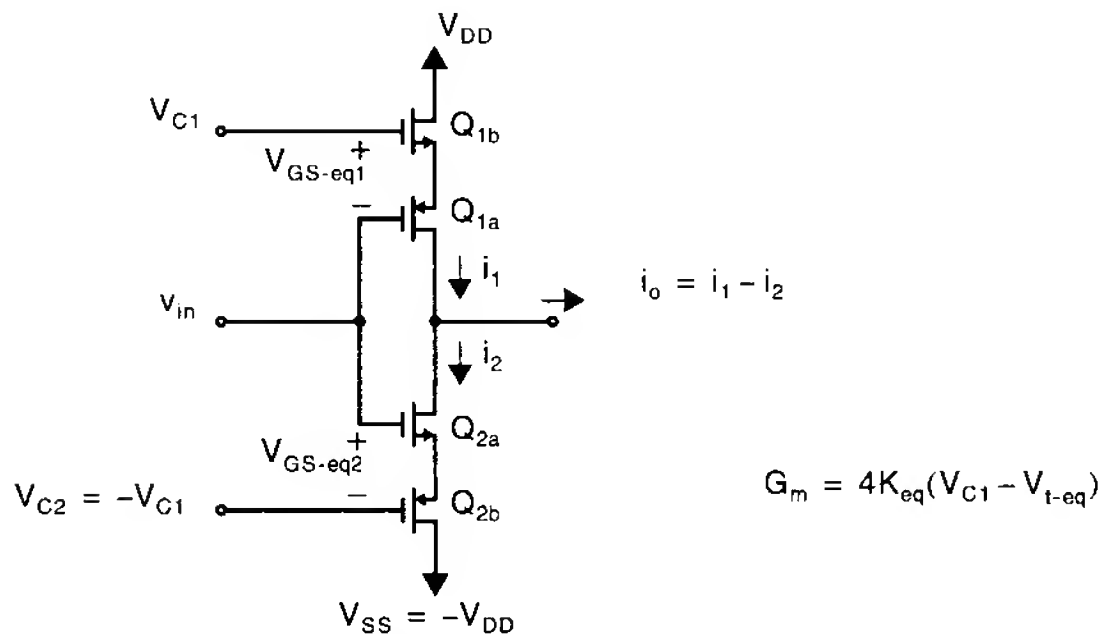 V_DD
V_C1
Q_1b
V_GS-eq1
+
−
Q_1a
i_1
v_in
i_o = i_1 − i_2
i_2
Q_2a
V_GS-eq2
+
−
V_C2 = −V_C1
Q_2b
G_m = 4K_eq(V_C1 − V_t-eq)
V_SS = −V_DD